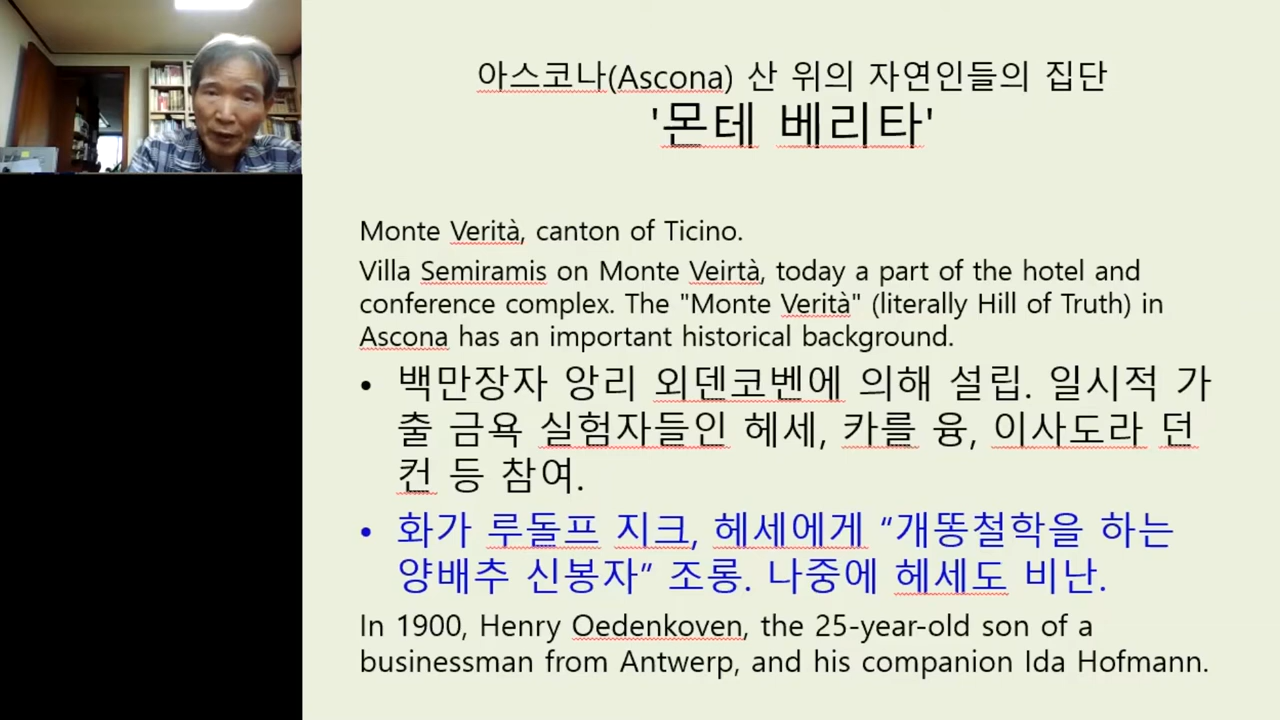 아스코나(Ascona) 산 위의 자연인들의 집단
'몬테 베리타'
Monte Verità, canton of Ticino.
Villa Semiramis on Monte Veirtà, today a part of the hotel and
conference complex. The "Monte Verità" (literally Hill of Truth) in
Ascona has an important historical background.
• 백만장자 앙리 외덴코벤에 의해 설립. 일시적 가
출 금욕 실험자들인 헤세, 카를 융, 이사도라 던
컨 등 참여.
• 화가 루돌프 지크, 헤세에게 “개똥철학을 하는
양배추 신봉자” 조롱. 나중에 헤세도 비난.
In 1900, Henry Oedenkoven, the 25-year-old son of a
businessman from Antwerp, and his companion Ida Hofmann.